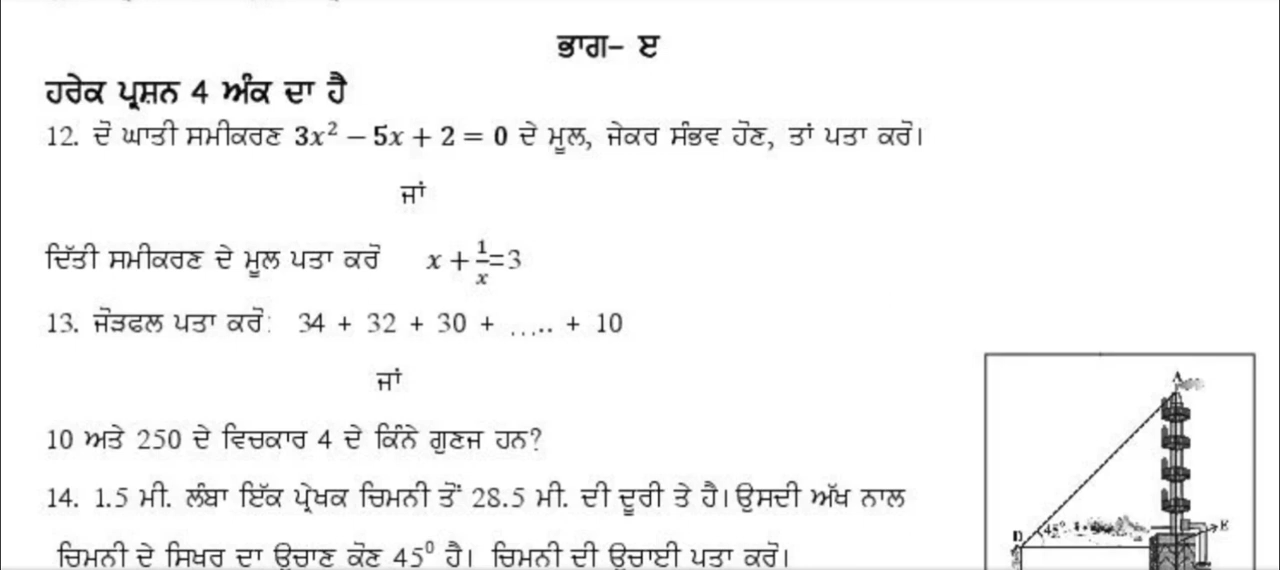 ਭਾਗ- ੲ
ਹਰੇਕ ਪ੍ਰਸ਼ਨ 4 ਅੰਕ ਦਾ ਹੈ
12. ਦੋ ਘਾਤੀ ਸਮੀਕਰਣ 3x² − 5x + 2 = 0 ਦੇ ਮੂਲ, ਜੇਕਰ ਸੰਭਵ ਹੋਣ, ਤਾਂ ਪਤਾ ਕਰੋ।
ਜਾਂ
ਦਿੱਤੀ ਸਮੀਕਰਣ ਦੇ ਮੂਲ ਪਤਾ ਕਰੋ x + 1/x =3
13. ਜੋੜਫਲ ਪਤਾ ਕਰੋ: 34 + 32 + 30 + ..... + 10
ਜਾਂ
10 ਅਤੇ 250 ਦੇ ਵਿਚਕਾਰ 4 ਦੇ ਕਿੰਨੇ ਗੁਣਜ ਹਨ?
14. 1.5 ਮੀ. ਲੰਬਾ ਇੱਕ ਪ੍ਰੇਖਕ ਚਿਮਨੀ ਤੋਂ 28.5 ਮੀ. ਦੀ ਦੂਰੀ ਤੇ ਹੈ। ਉਸਦੀ ਅੱਖ ਨਾਲ
ਚਿਮਨੀ ਦੇ ਸਿਖਰ ਦਾ ਉਚਾਣ ਕੋਣ 45⁰ ਹੈ। ਚਿਮਨੀ ਦੀ ਉਚਾਈ ਪਤਾ ਕਰੋ।
A
45°
E
D